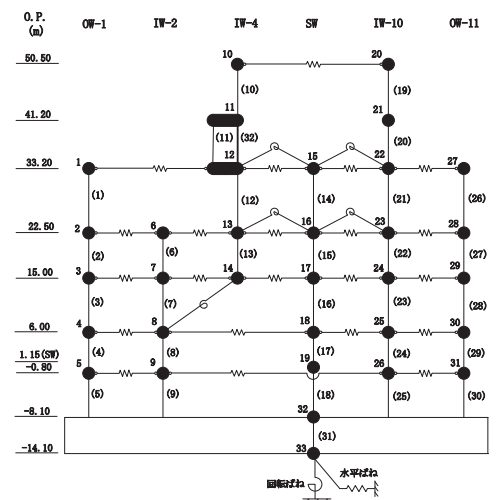 O.P.
(m)
OW-1 IW-2 IW-4 SW IW-10 OW-11
50.50 10 20
(10) (19)
41.20 11 21
(11) (32) (20)
33.20 1 12 15 22 27
(1) (12) (14) (21) (26)
22.50 2 6 13 16 23 28
(2) (6) (13) (15) (22) (27)
15.00 3 7 14 17 24 29
(3) (7) (16) (23) (28)
6.00 4 8 18 25 30
1.15(SW) (4) (8) (17) (24) (29)
-0.80 5 9 19 26 31
(5) (9) (18) (25) (30)
-8.10 32
(31)
-14.10 33
回転ばね 水平ばね